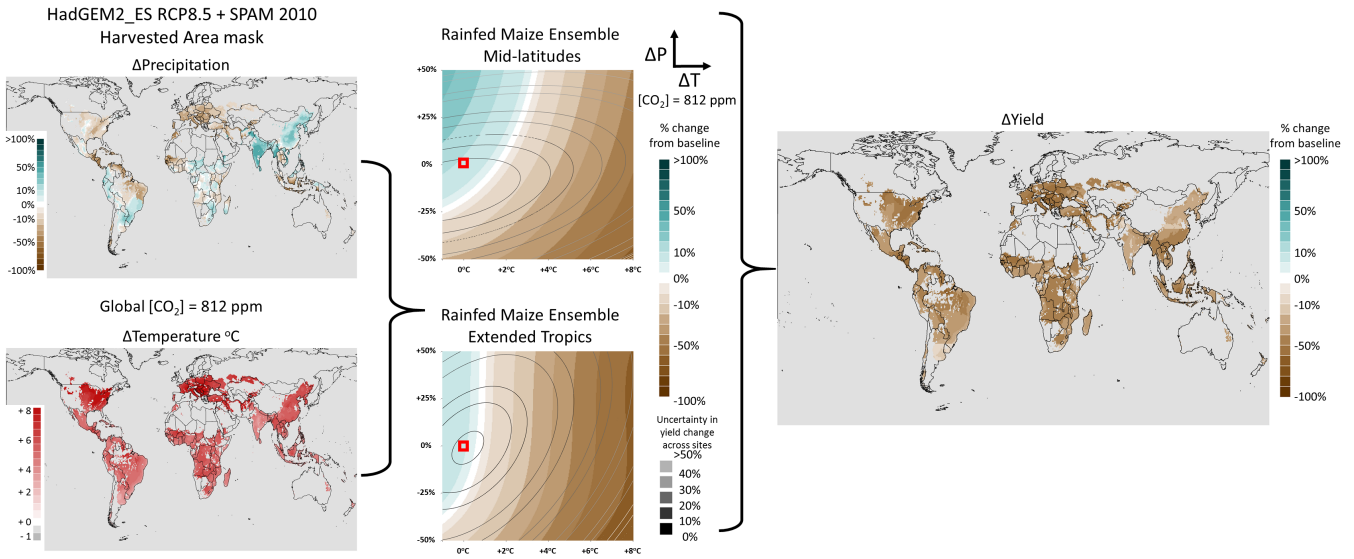 HadGEM2_ES RCP8.5 + SPAM 2010
Harvested Area mask
ΔPrecipitation
>100%
50%
10%
0%
-10%
-50%
-100%
Global [CO₂] = 812 ppm
ΔTemperature °C
+ 8
+ 6
+ 4
+ 2
+ 0
- 1
Rainfed Maize Ensemble
Mid-latitudes
+50%
+25%
0%
-25%
-50%
0°C
+2°C
+4°C
+6°C
+8°C
Rainfed Maize Ensemble
Extended Tropics
+50%
+25%
0%
-25%
-50%
0°C
+2°C
+4°C
+6°C
+8°C
ΔP
ΔT
[CO₂] = 812 ppm
% change
from baseline
>100%
50%
10%
0%
-10%
-50%
-100%
Uncertainty in
yield change
across sites
>50%
40%
30%
20%
10%
0%
ΔYield
% change
from baseline
>100%
50%
10%
0%
-10%
-50%
-100%